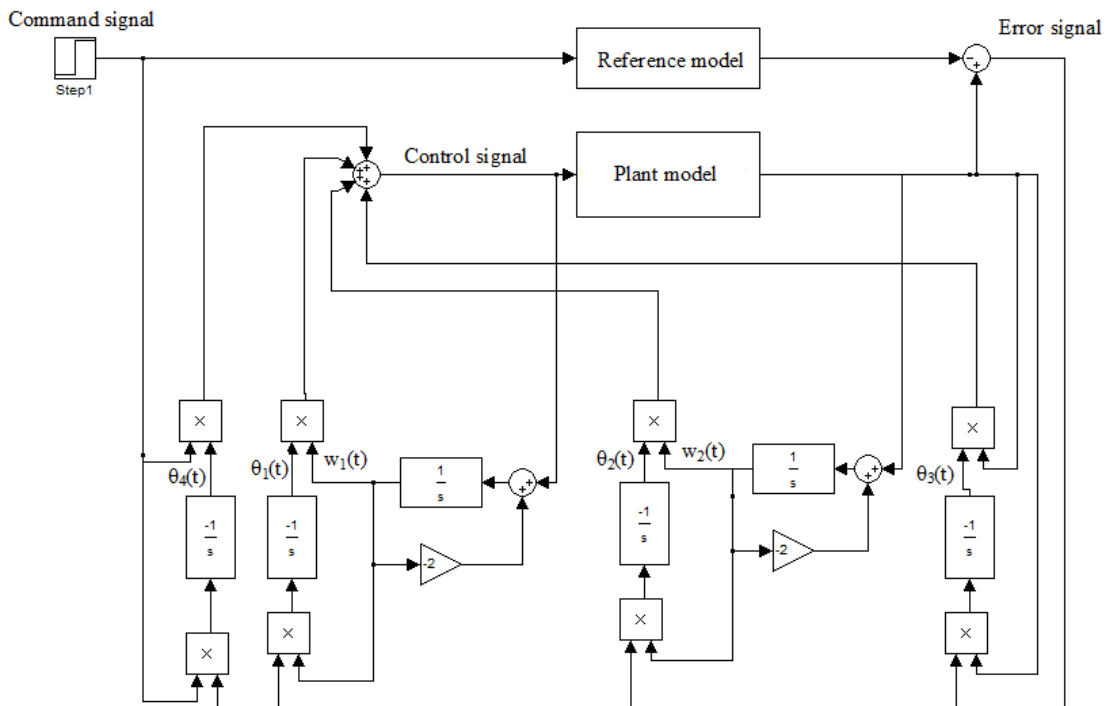 Command signal
Error signal
Reference model
-
+
Step1
Control signal
Plant model
+
+
+
+
×
×
×
×
θ4(t)
θ1(t)
w1(t)
1
s
+
+
θ2(t)
w2(t)
1
s
+
+
θ3(t)
-1
s
-1
s
-2
-1
s
-2
-1
s
×
×
×
×